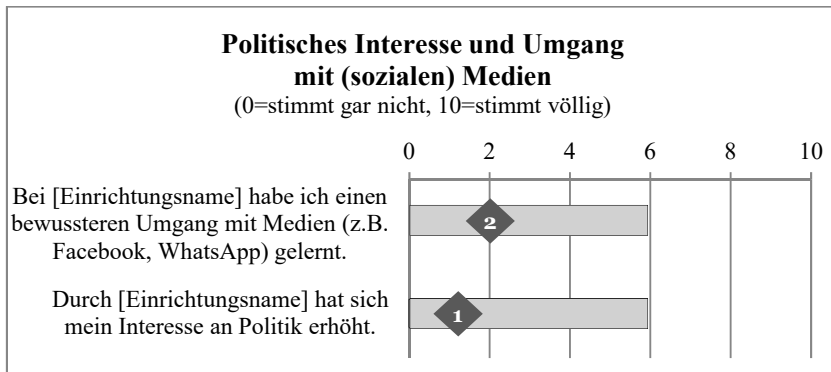 Politisches Interesse und Umgang
mit (sozialen) Medien
(0=stimmt gar nicht, 10=stimmt völlig)
0 2 4 6 8 10
Bei [Einrichtungsname] habe ich einen
bewussteren Umgang mit Medien (z.B.
Facebook, WhatsApp) gelernt.
2
Durch [Einrichtungsname] hat sich
mein Interesse an Politik erhöht.
1